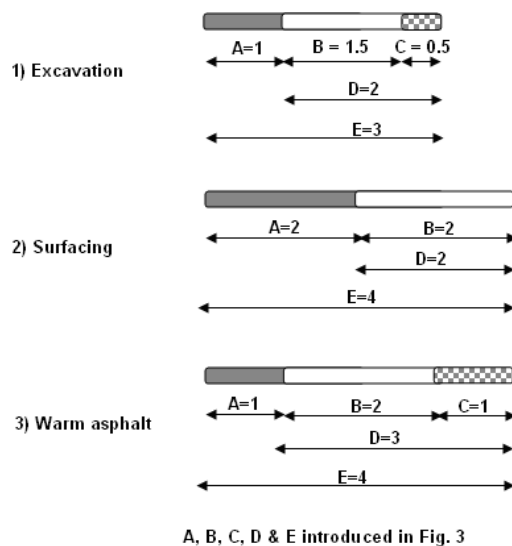 A=1 B = 1.5 C = 0.5
1) Excavation
D=2
E=3
A=2 B=2
2) Surfacing
D=2
E=4
A=1 B=2 C=1
3) Warm asphalt
D=3
E=4
A, B, C, D & E introduced in Fig. 3